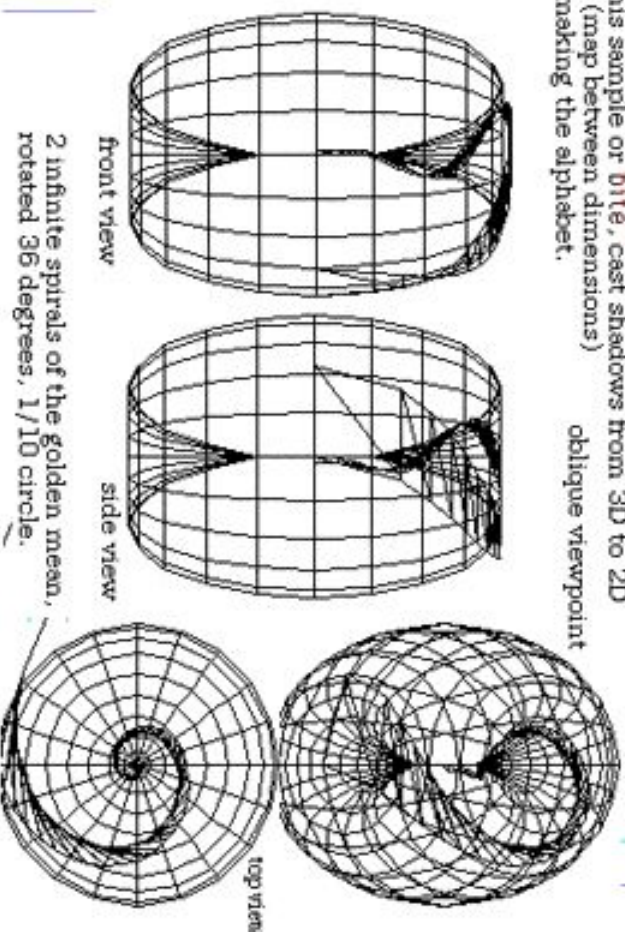 his sample or bite, cast shadows from 3D to 2D
(map between dimensions)
making the alphabet.
oblique viewpoint
front view
side view
top view
2 infinite spirals of the golden mean,
rotated 36 degrees, 1/10 circle.